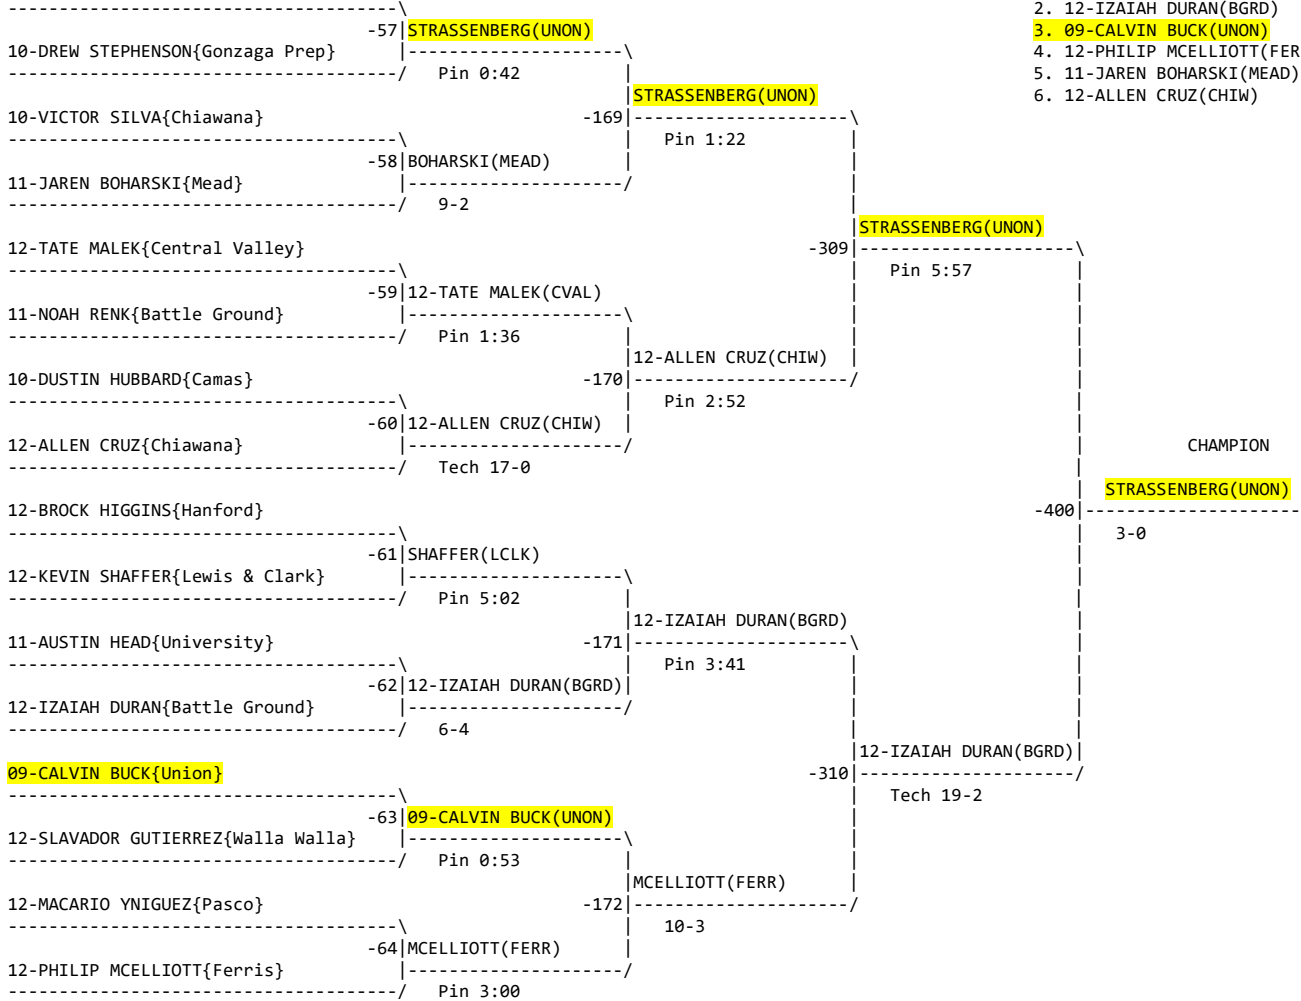 2. 12-IZAIAH DURAN(BGRD)
-57 STRASSENBERG(UNON)
3. 09-CALVIN BUCK(UNON)
10-DREW STEPHENSON{Gonzaga Prep}
4. 12-PHILIP MCELLIOTT(FER
Pin 0:42
5. 11-JAREN BOHARSKI(MEAD)
STRASSENBERG(UNON)
6. 12-ALLEN CRUZ(CHIW)
10-VICTOR SILVA{Chiawana}
-169
Pin 1:22
-58 BOHARSKI(MEAD)
11-JAREN BOHARSKI{Mead}
9-2
STRASSENBERG(UNON)
12-TATE MALEK{Central Valley}
-309
Pin 5:57
-59 12-TATE MALEK(CVAL)
11-NOAH RENK{Battle Ground}
Pin 1:36
12-ALLEN CRUZ(CHIW)
10-DUSTIN HUBBARD{Camas}
-170
Pin 2:52
-60 12-ALLEN CRUZ(CHIW)
12-ALLEN CRUZ{Chiawana}
CHAMPION
Tech 17-0
STRASSENBERG(UNON)
12-BROCK HIGGINS{Hanford}
-400
3-0
-61 SHAFFER(LCLK)
12-KEVIN SHAFFER{Lewis & Clark}
Pin 5:02
12-IZAIAH DURAN(BGRD)
11-AUSTIN HEAD{University}
-171
Pin 3:41
-62 12-IZAIAH DURAN(BGRD)
12-IZAIAH DURAN{Battle Ground}
6-4
12-IZAIAH DURAN(BGRD)
09-CALVIN BUCK{Union}
-310
Tech 19-2
-63 09-CALVIN BUCK(UNON)
12-SLAVADOR GUTIERREZ{Walla Walla}
Pin 0:53
MCELLIOTT(FERR)
12-MACARIO YNIGUEZ{Pasco}
-172
10-3
-64 MCELLIOTT(FERR)
12-PHILIP MCELLIOTT{Ferris}
Pin 3:00